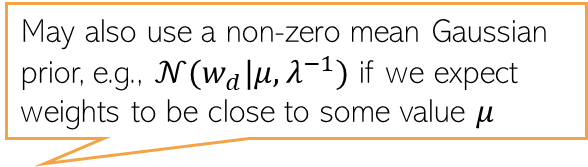 May also use a non-zero mean Gaussian
prior, e.g., 𝒩(w_d|μ, λ⁻¹) if we expect
weights to be close to some value μ